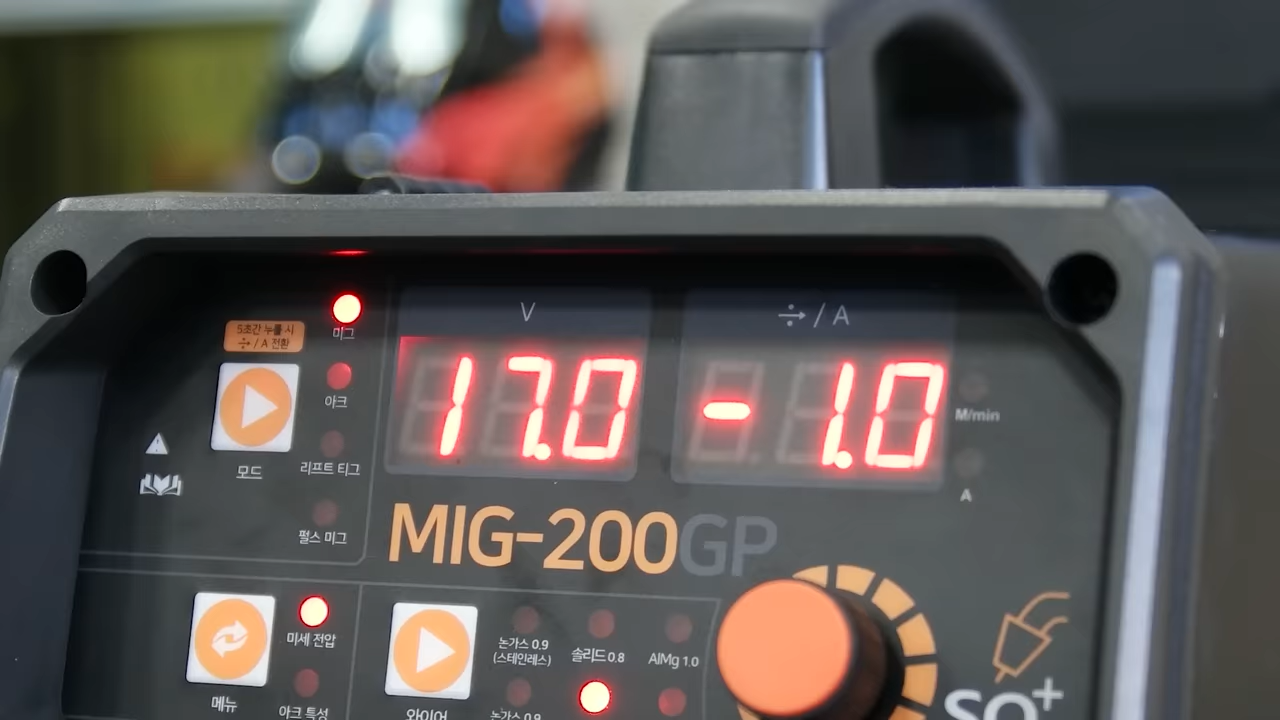 5초간 누를 시
÷ / A 전환
미그
아크
리프트 티그
펄스 미그
모드
V
17.0
÷ / A
-1.0
M/min
A
MIG-200GP
미세 전압
아크 특성
메뉴
와이어
논가스 0.9
(스테인레스)
솔리드 0.8
AlMg 1.0
논가스 0.9